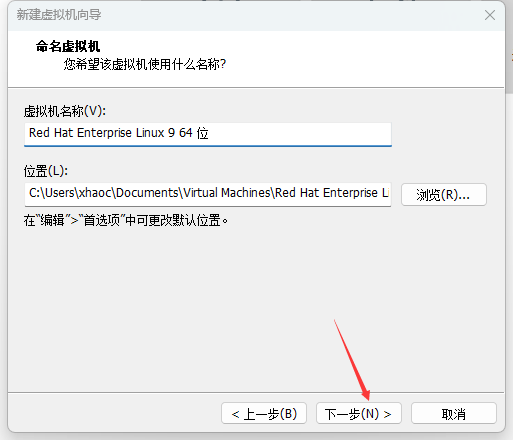 新建虚拟机向导
命名虚拟机
您希望该虚拟机使用什么名称?
虚拟机名称(V):
Red Hat Enterprise Linux 9 64 位
位置(L):
C:\Users\xhaoc\Documents\Virtual Machines\Red Hat Enterprise Li
浏览(R)...
在“编辑”>“首选项”中可更改默认位置。
< 上一步(B)
下一步(N) >
取消